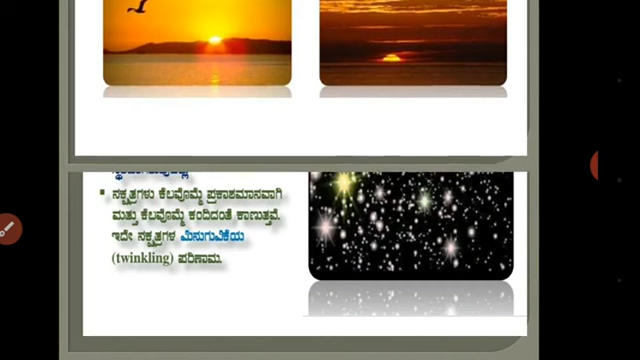 ನಕ್ಷತ್ರಗಳು ಕೆಲವೊಮ್ಮೆ ಪ್ರಕಾಶಮಾನವಾಗಿ
ಮತ್ತು ಕೆಲವೊಮ್ಮೆ ಕಂದಿದಂತೆ ಕಾಣುತ್ತವೆ.
ಇದೇ ನಕ್ಷತ್ರಗಳ ಮಿನುಗುವಿಕೆಯ
(twinkling) ಪರಿಣಾಮ.